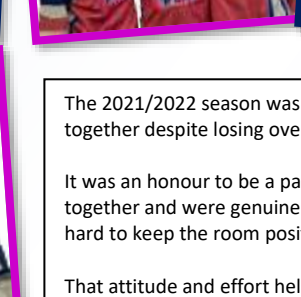 The 2021/2022 season was
together despite losing ove
It was an honour to be a pa
together and were genuine
hard to keep the room posi
That attitude and effort hel